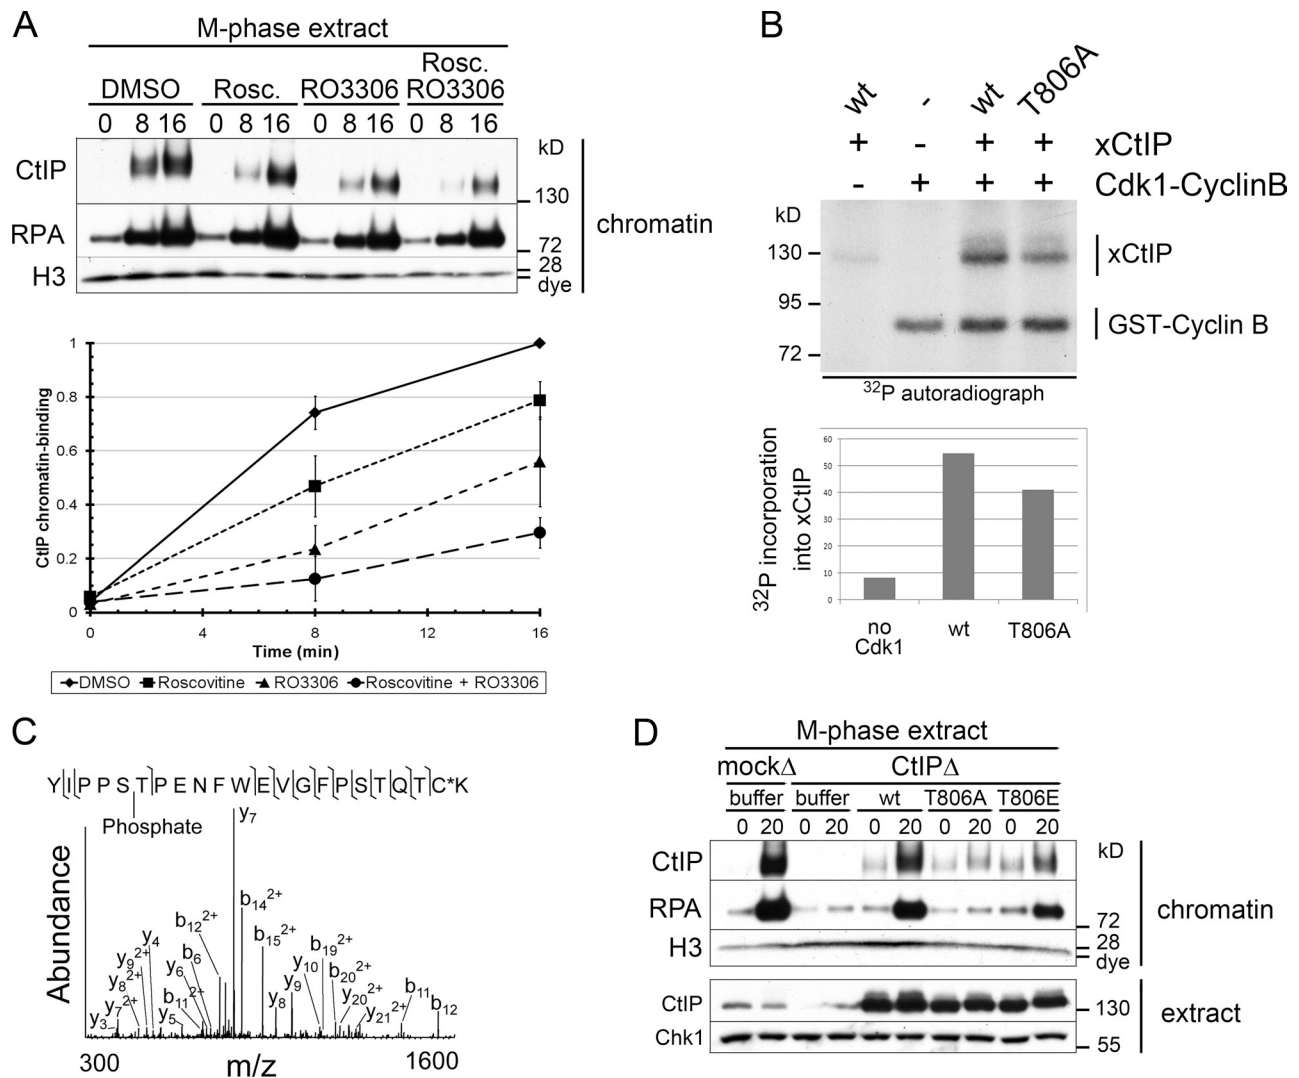 A
M-phase extract
DMSO Rosc. RO3306 Rosc. RO3306
0 8 16 0 8 16 0 8 16 0 8 16
kD
CtIP
130
RPA
72
H3
28
dye
chromatin
CtIP chromatin-binding
1
0.8
0.6
0.4
0.2
0
0 4 8 12 16
Time (min)
DMSO Roscovitine RO3306 Roscovitine + RO3306
B
wt - wt T806A
+ - + + xCtIP
- + + + Cdk1-CyclinB
kD
130
xCtIP
95
GST-Cyclin B
72
32P autoradiograph
32P incorporation
into xCtIP
60
50
40
30
20
10
0
no Cdk1 wt T806A
C
YIPPSTPENFWEVGFPSTQTC*K
Phosphate
Abundance
y7
b14 2+
b12 2+
b15 2+
y4
y9 2+
b6
y8 2+
y6
y7 2+
b11 2+
y3
y5
y8
y9
y10
b19 2+
b20 2+
y20 2+
y21 2+
b11
b12
300 m/z 1600
D
M-phase extract
mockΔ CtIPΔ
buffer buffer wt T806A T806E
0 20 0 20 0 20 0 20 0 20
kD
CtIP
RPA
72
H3
28
dye
chromatin
CtIP
130
Chk1
55
extract